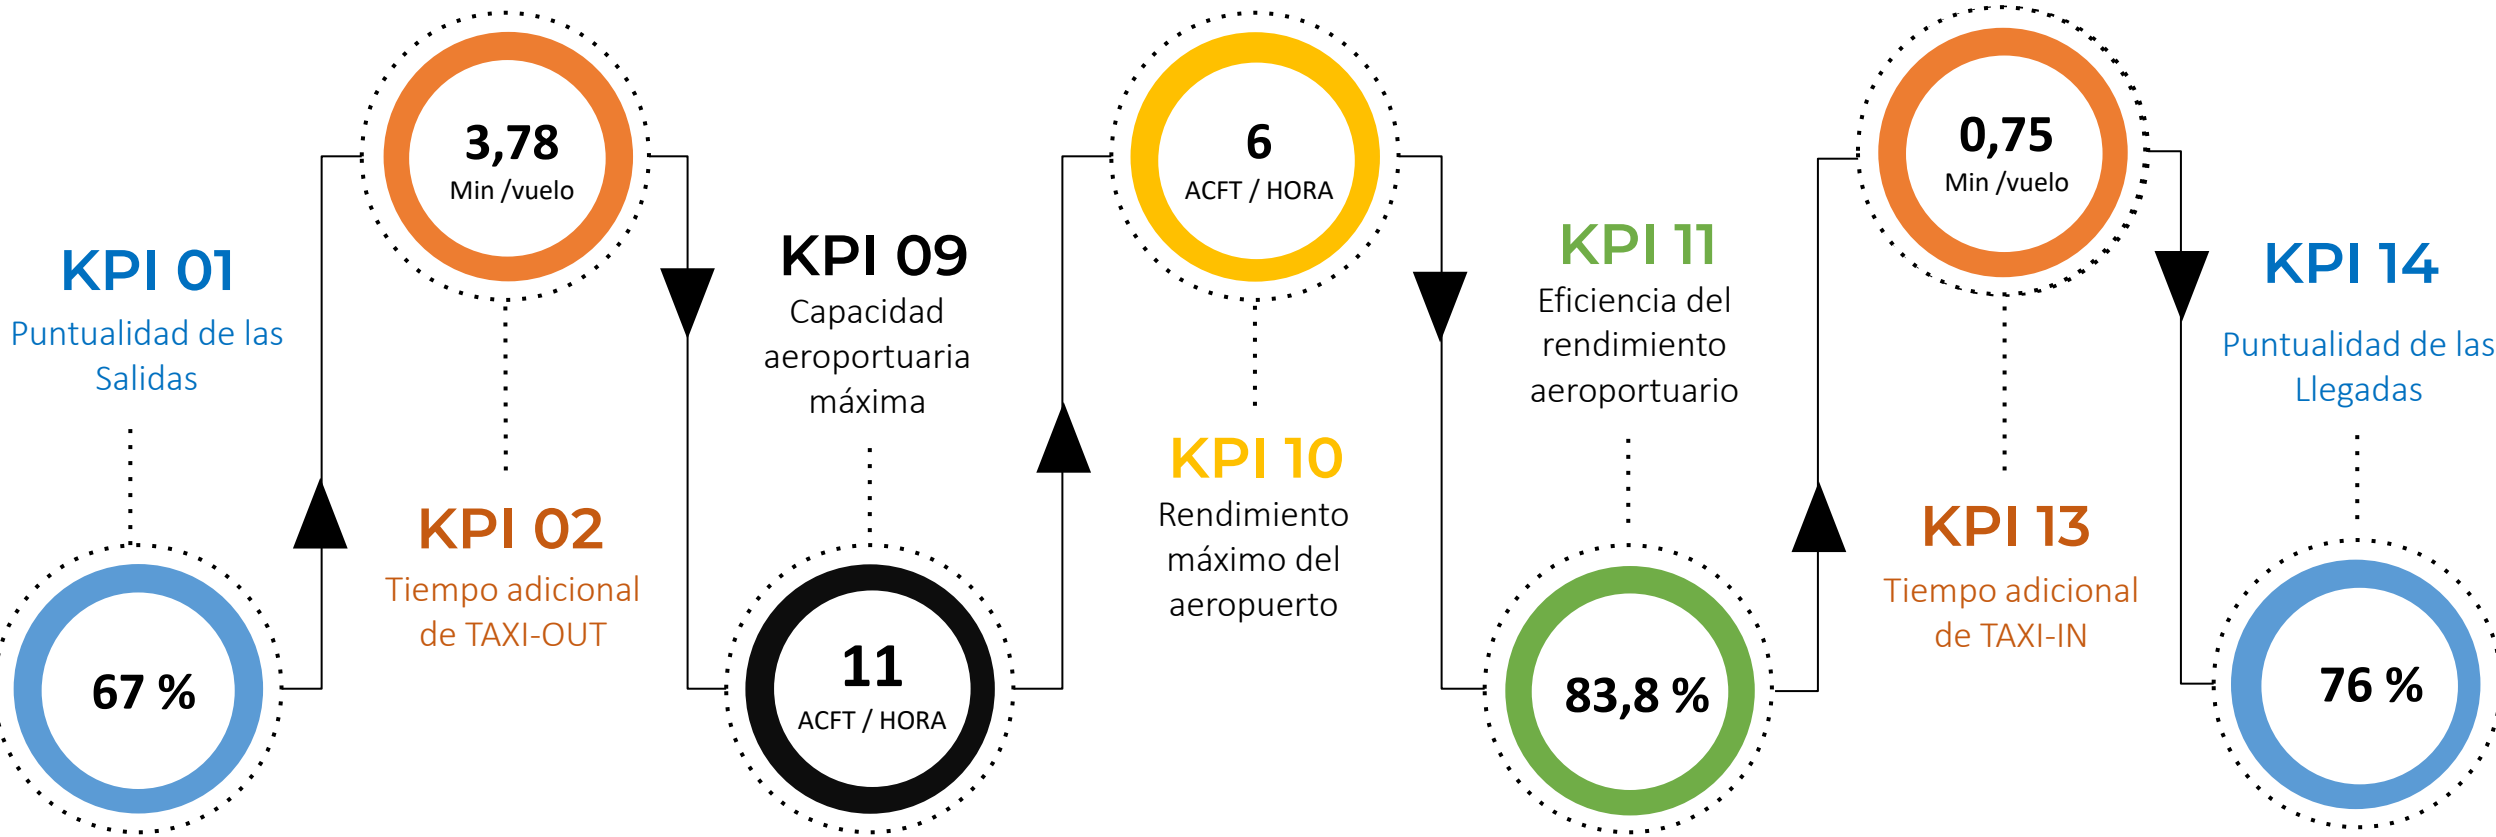 KPI 01
Puntualidad de las
Salidas
67 %
3,78
Min /vuelo
KPI 02
Tiempo adicional
de TAXI-OUT
KPI 09
Capacidad
aeroportuaria
máxima
11
ACFT / HORA
6
ACFT / HORA
KPI 10
Rendimiento
máximo del
aeropuerto
KPI 11
Eficiencia del
rendimiento
aeroportuario
83,8 %
0,75
Min /vuelo
KPI 13
Tiempo adicional
de TAXI-IN
KPI 14
Puntualidad de las
Llegadas
76 %